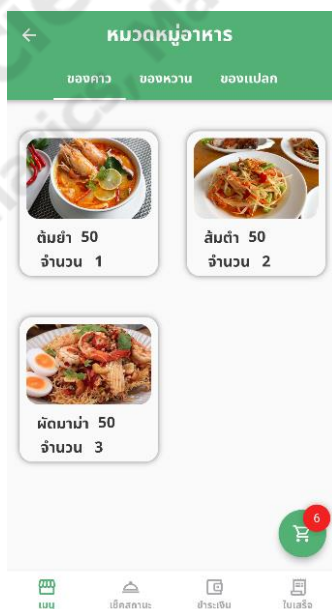 หมวดหมู่อาหาร
ของคาว ของหวาน ของแปลก
ต้มยำ 50
จำนวน 1
ส้มตำ 50
จำนวน 2
ผัดมาม่า 50
จำนวน 3
6
เมนู เช็คสถานะ ชำระเงิน ใบเสร็จ